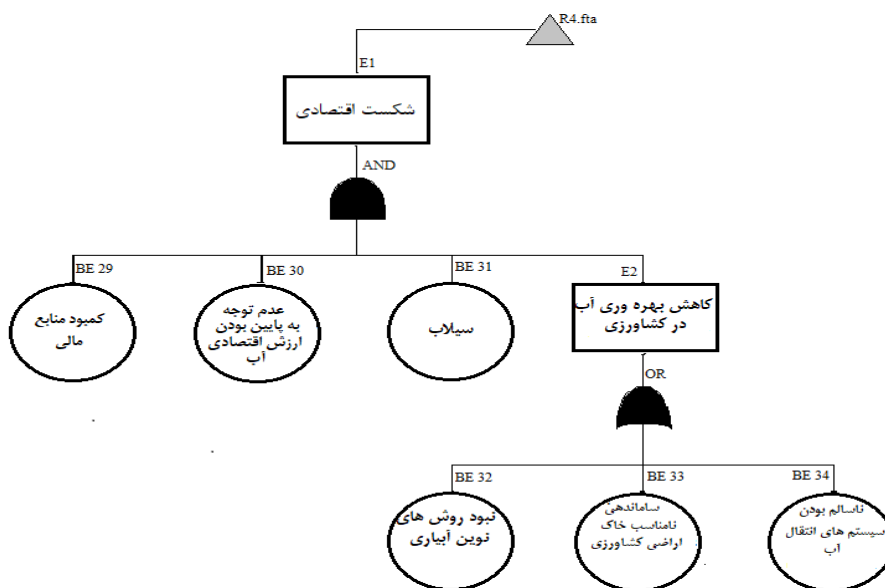 R4.fta
E1
شکست اقتصادی
AND
BE 29
BE 30
BE 31
E2
کمبود منابع
مالی
عدم توجه
به پایین بودن
ارزش اقتصادی
آب
سیلاب
کاهش بهره وری آب
در کشاورزی
OR
BE 32
BE 33
BE 34
نبود روش های
نوین آبیاری
ساماندهی
نامناسب خاک
اراضی کشاورزی
ناسالم بودن
سیستم های انتقال
آب